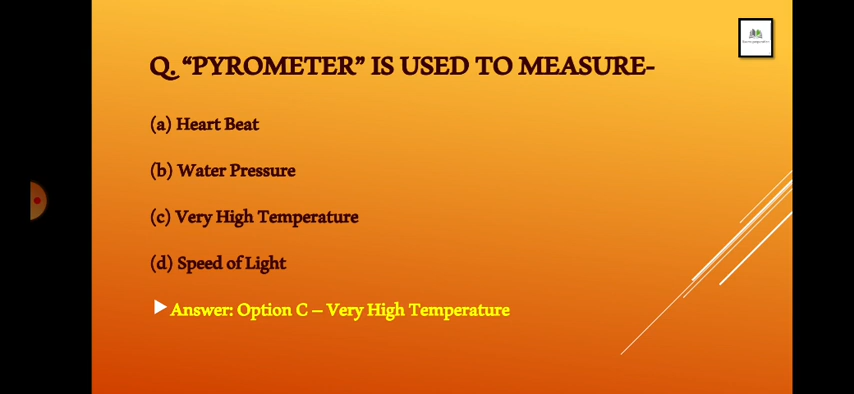 Q. “PYROMETER” IS USED TO MEASURE-
(a) Heart Beat
(b) Water Pressure
(c) Very High Temperature
(d) Speed of Light
Answer: Option C – Very High Temperature